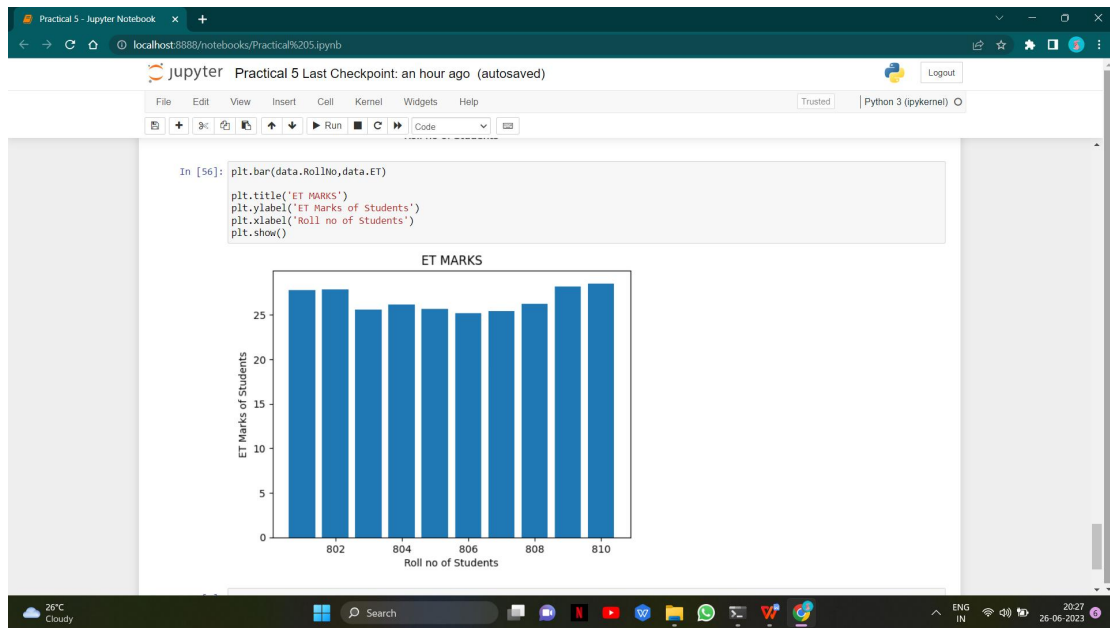 Practical 5 - Jupyter Notebook
localhost:8888/notebooks/Practical%205.ipynb
jupyter Practical 5 Last Checkpoint: an hour ago (autosaved)
Logout
File Edit View Insert Cell Kernel Widgets Help
Trusted
Python 3 (ipykernel)
Run
Code
In [56]: plt.bar(data.RollNo,data.ET)
plt.title('ET MARKS')
plt.ylabel('ET Marks of Students')
plt.xlabel('Roll no of Students')
plt.show()
ET MARKS
25
20
15
10
5
0
ET Marks of Students
802 804 806 808 810
Roll no of Students
26°C
Cloudy
Search
ENG
IN
20:27
26-06-2023
6